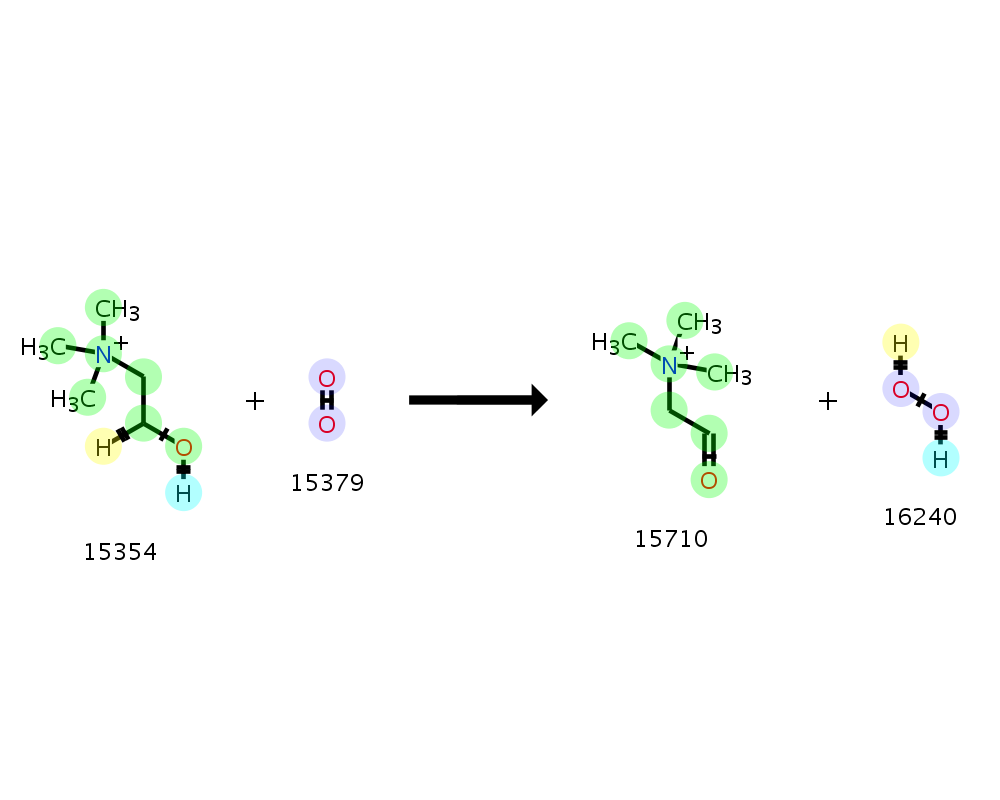 CH3
H3C
N+
H3C
H
O
H
15354
+
O
O
15379
CH3
H3C
N+
CH3
O
15710
+
H
O
O
H
16240